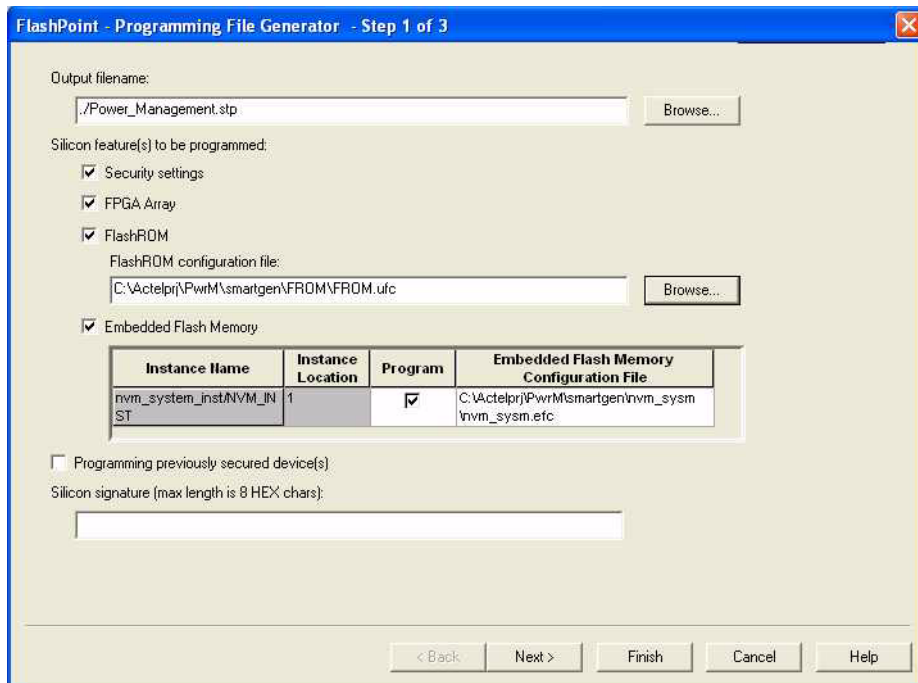 FlashPoint - Programming File Generator - Step 1 of 3
Output filename:
./Power_Management.stp
Browse...
Silicon feature(s) to be programmed:
Security settings
FPGA Array
FlashROM
FlashROM configuration file:
C:\Actelprj\PwrM\smartgen\FROM\FROM.ufc
Browse...
Embedded Flash Memory
Instance Name
Instance
Location
Program
Embedded Flash Memory
Configuration File
nvm_system_inst/NVM_IN
ST
1
C:\Actelprj\PwrM\smartgen\nvm_sysm
\nvm_sysm.efc
Programming previously secured device(s)
Silicon signature (max length is 8 HEX chars):
< Back
Next >
Finish
Cancel
Help